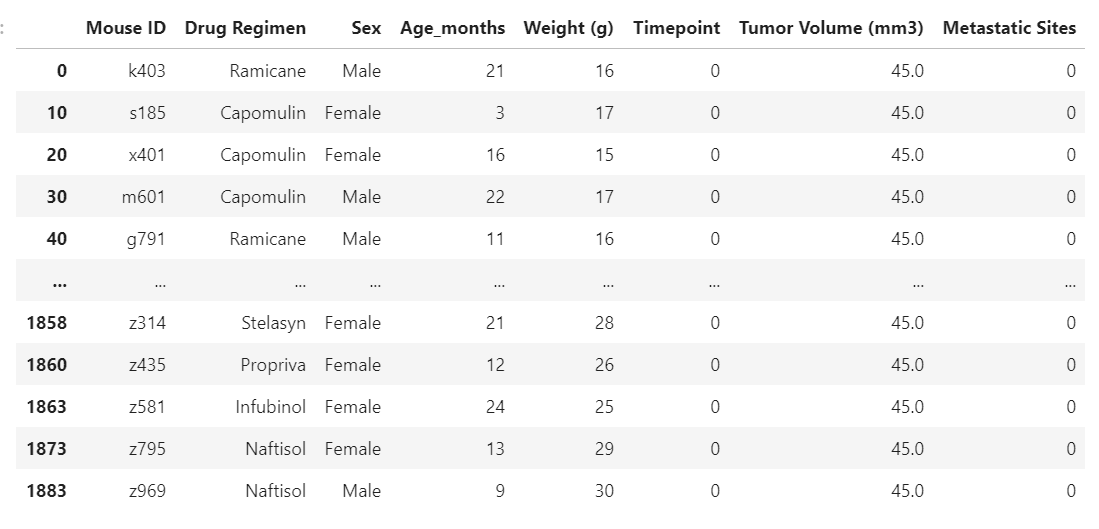 :
Mouse ID Drug Regimen Sex Age_months Weight (g) Timepoint Tumor Volume (mm3) Metastatic Sites
0 k403 Ramicane Male 21 16 0 45.0 0
10 s185 Capomulin Female 3 17 0 45.0 0
20 x401 Capomulin Female 16 15 0 45.0 0
30 m601 Capomulin Male 22 17 0 45.0 0
40 g791 Ramicane Male 11 16 0 45.0 0
... ... ... ... ... ... ... ... ...
1858 z314 Stelasyn Female 21 28 0 45.0 0
1860 z435 Propriva Female 12 26 0 45.0 0
1863 z581 Infubinol Female 24 25 0 45.0 0
1873 z795 Naftisol Female 13 29 0 45.0 0
1883 z969 Naftisol Male 9 30 0 45.0 0